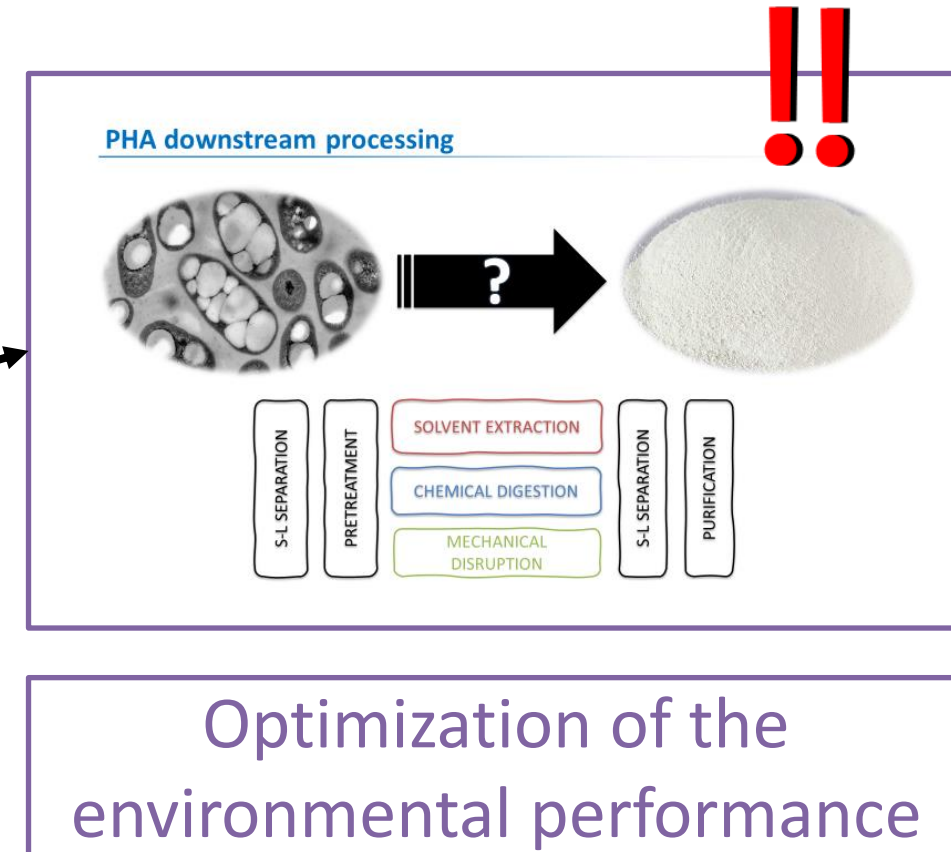 !!
PHA downstream processing
?
S-L SEPARATION
PRETREATMENT
SOLVENT EXTRACTION
CHEMICAL DIGESTION
MECHANICAL
DISRUPTION
S-L SEPARATION
PURIFICATION
Optimization of the
environmental performance